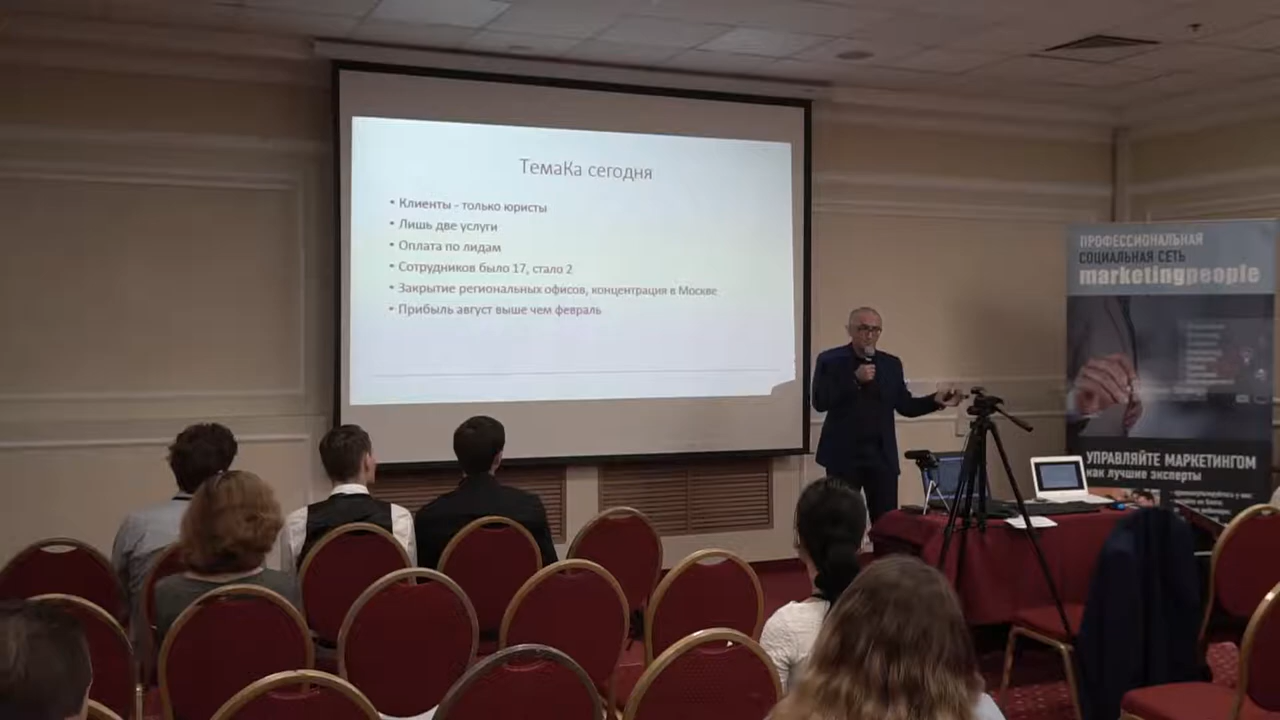 ТемаКа сегодня
• Клиенты - только юристы
• Лишь две услуги
• Оплата по лидам
• Сотрудников было 17, стало 2
• Закрытие региональных офисов, концентрация в Москве
• Прибыль август выше чем февраль
ПРОФЕССИОНАЛЬНАЯ
СОЦИАЛЬНАЯ СЕТЬ
marketingpeople
УПРАВЛЯЙТЕ МАРКЕТИНГОМ
как лучшие эксперты